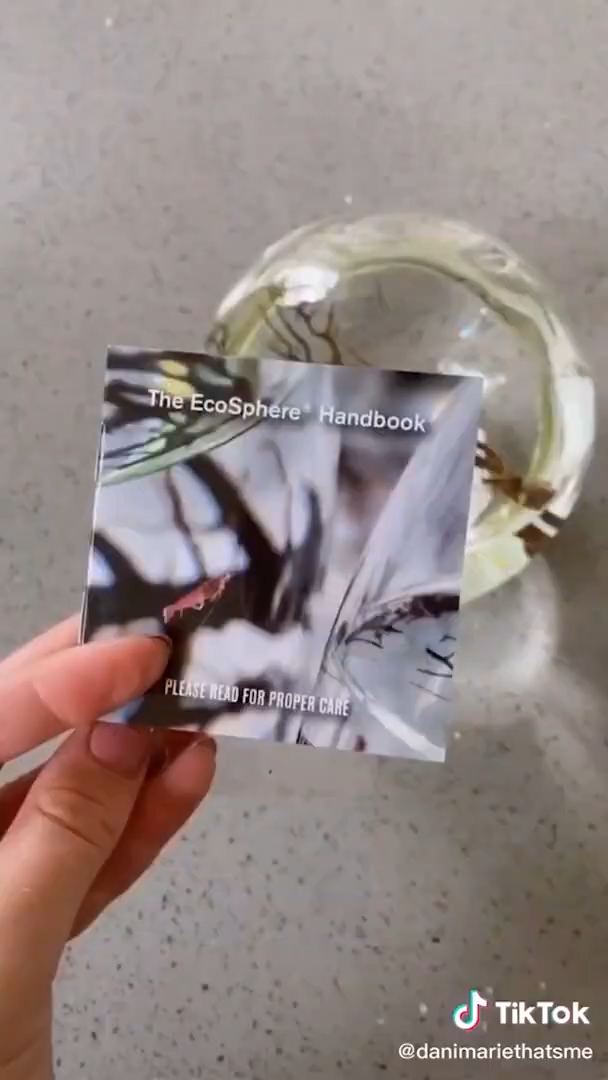 The EcoSphere® Handbook
PLEASE READ FOR PROPER CARE
TikTok
@danimariethatsme